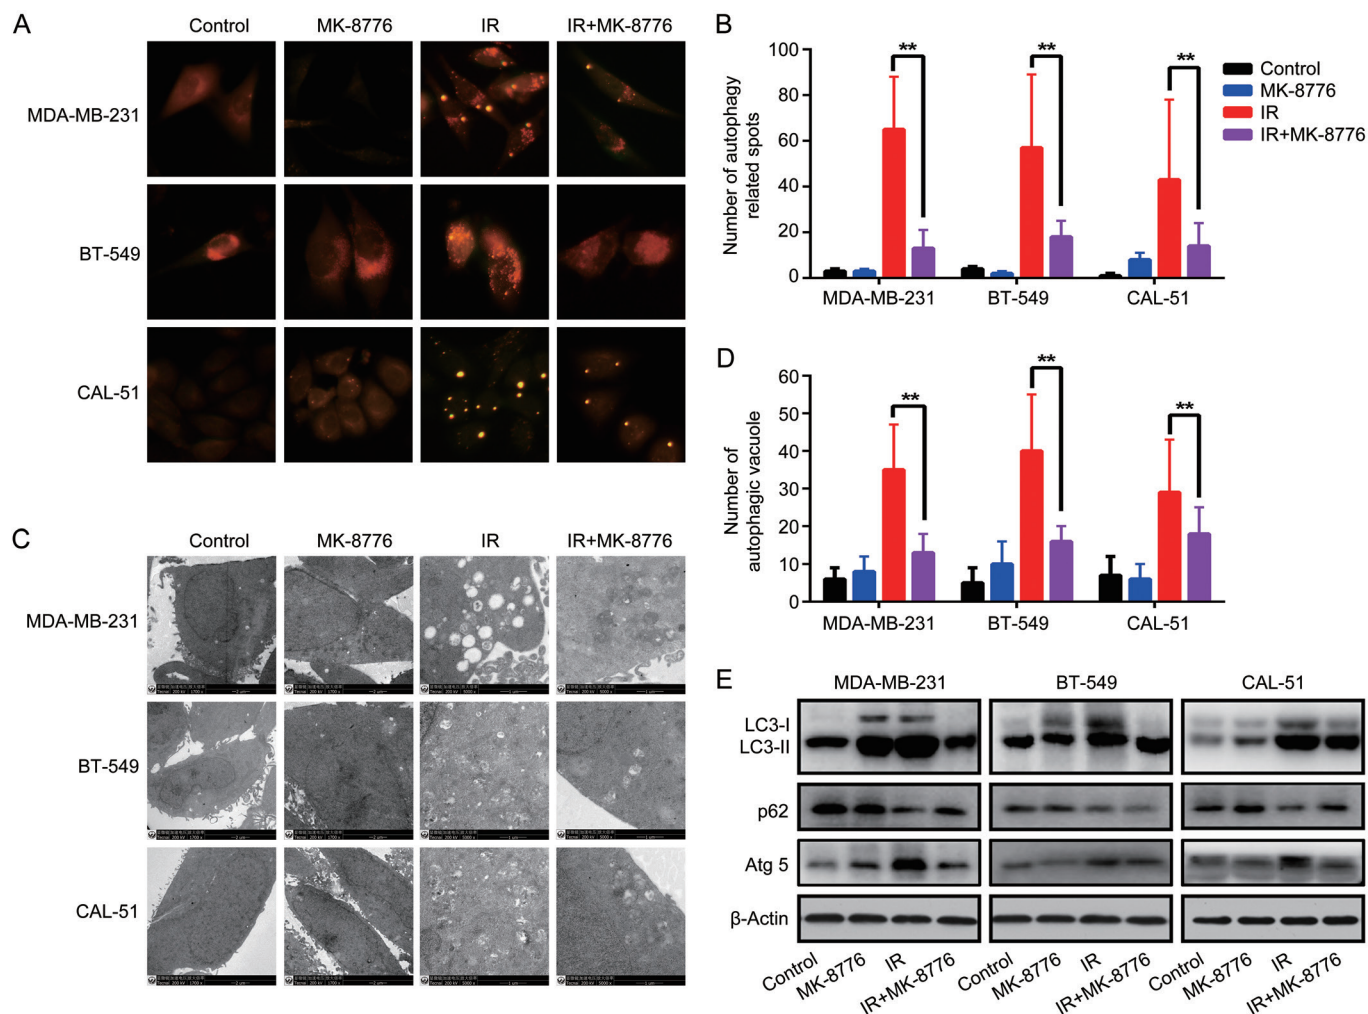 A
Control MK-8776 IR IR+MK-8776
MDA-MB-231
BT-549
CAL-51
B
Number of autophagy
related spots
100
80
60
40
20
0
** ** **
MDA-MB-231 BT-549 CAL-51
Control
MK-8776
IR
IR+MK-8776
C
Control MK-8776 IR IR+MK-8776
MDA-MB-231
BT-549
CAL-51
D
Number of
autophagic vacuole
60
50
40
30
20
10
0
** ** **
MDA-MB-231 BT-549 CAL-51
E
MDA-MB-231 BT-549 CAL-51
LC3-I
LC3-II
p62
Atg 5
β-Actin
Control MK-8776 IR IR+MK-8776 Control MK-8776 IR IR+MK-8776 Control MK-8776 IR IR+MK-8776